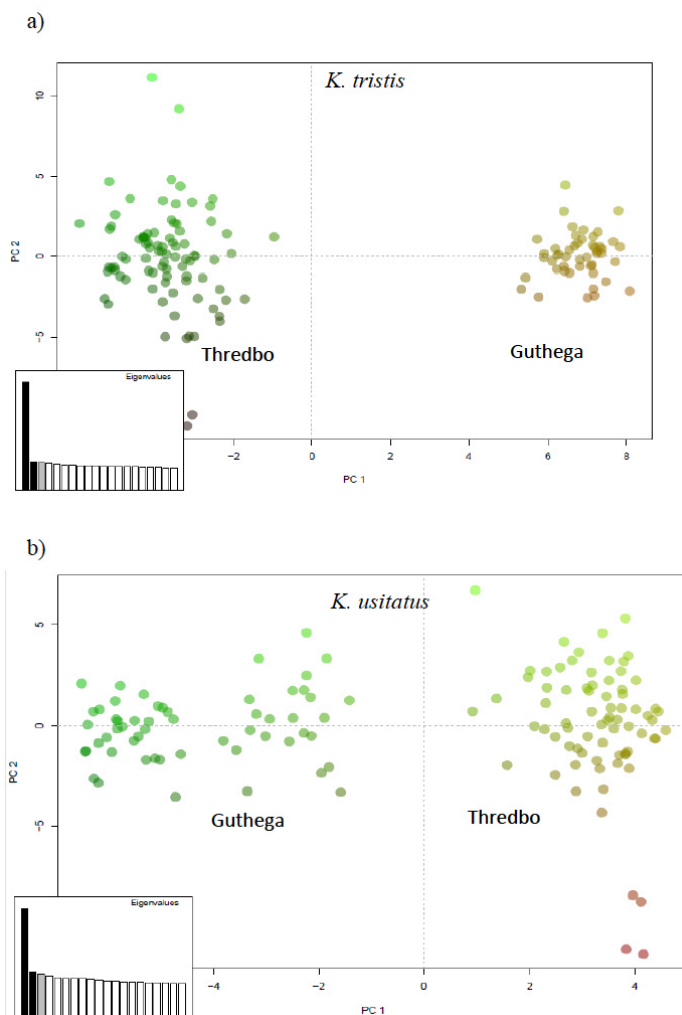 a)
K. tristis
10
5
0
−5
PC 2
Thredbo
Guthega
Eigenvalues
−2 0 2 4 6 8
PC 1
b)
K. usitatus
5
0
−5
PC 2
Guthega
Thredbo
Eigenvalues
−4 −2 0 2 4
PC 1